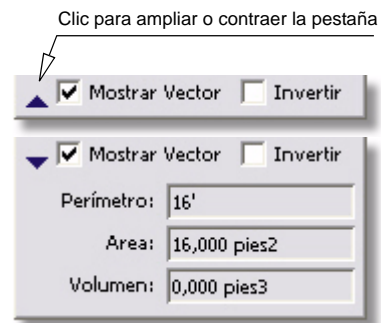 Clic para ampliar o contraer la pestaña
Mostrar Vector Invertir
Mostrar Vector Invertir
Perímetro: 16'
Area: 16,000 pies2
Volumen: 0,000 pies3